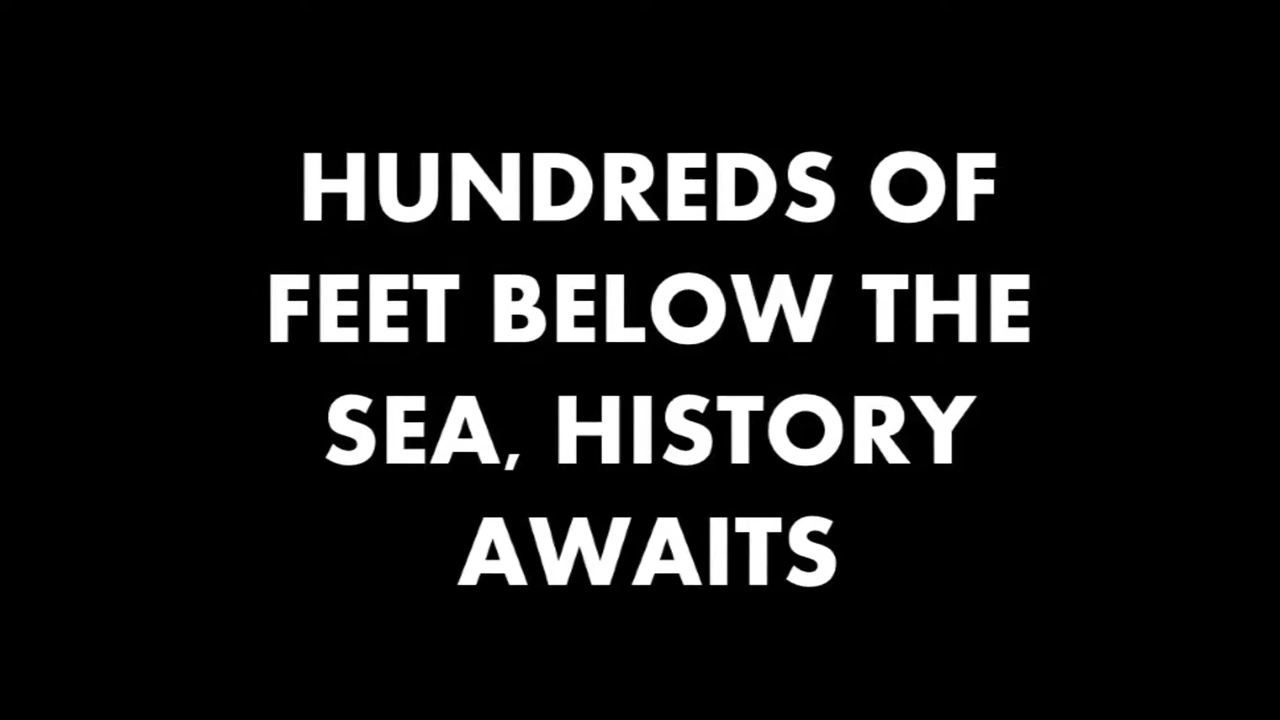 HUNDREDS OF
FEET BELOW THE
SEA, HISTORY
AWAITS